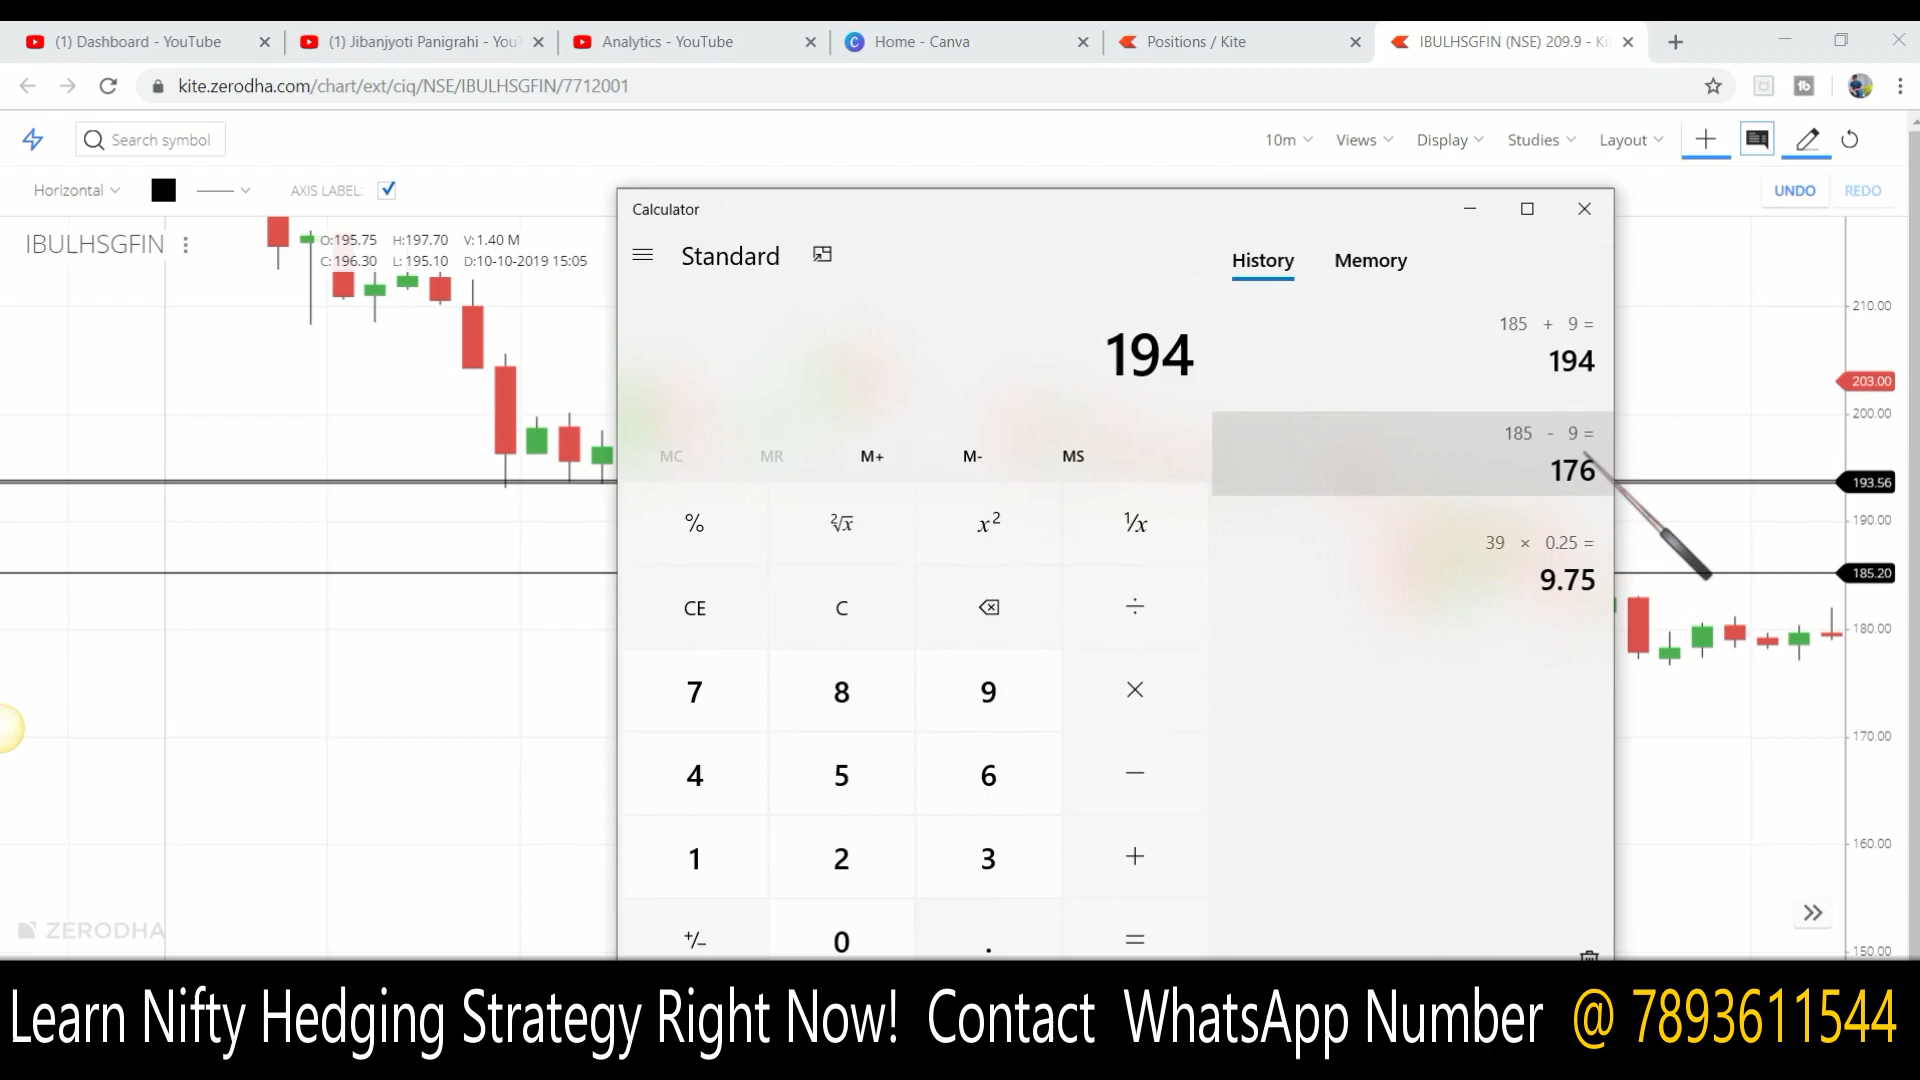 (1) Dashboard - YouTube
(1) Jibanjyoti Panigrahi - You
Analytics - YouTube
Home - Canva
Positions / Kite
IBULHSGFIN (NSE) 209.9 - Ki
kite.zerodha.com/chart/ext/ciq/NSE/IBULHSGFIN/7712001
Search symbol
10m
Views
Display
Studies
Layout
Horizontal
AXIS LABEL:
UNDO
REDO
IBULHSGFIN
O:195.75 H:197.70 V:1.40 M
C:196.30 L:195.10 D:10-10-2019 15:05
Calculator
Standard
History
Memory
194
185 + 9 =
194
185 - 9 =
176
39 × 0.25 =
9.75
MC MR M+ M- MS
% ²√x x² ¹/x
CE C ÷
7 8 9 ×
4 5 6 −
1 2 3 +
+/− 0 . =
210.00
203.00
200.00
193.56
190.00
185.20
180.00
170.00
160.00
150.00
ZERODHA
Learn Nifty Hedging Strategy Right Now! Contact WhatsApp Number @ 7893611544